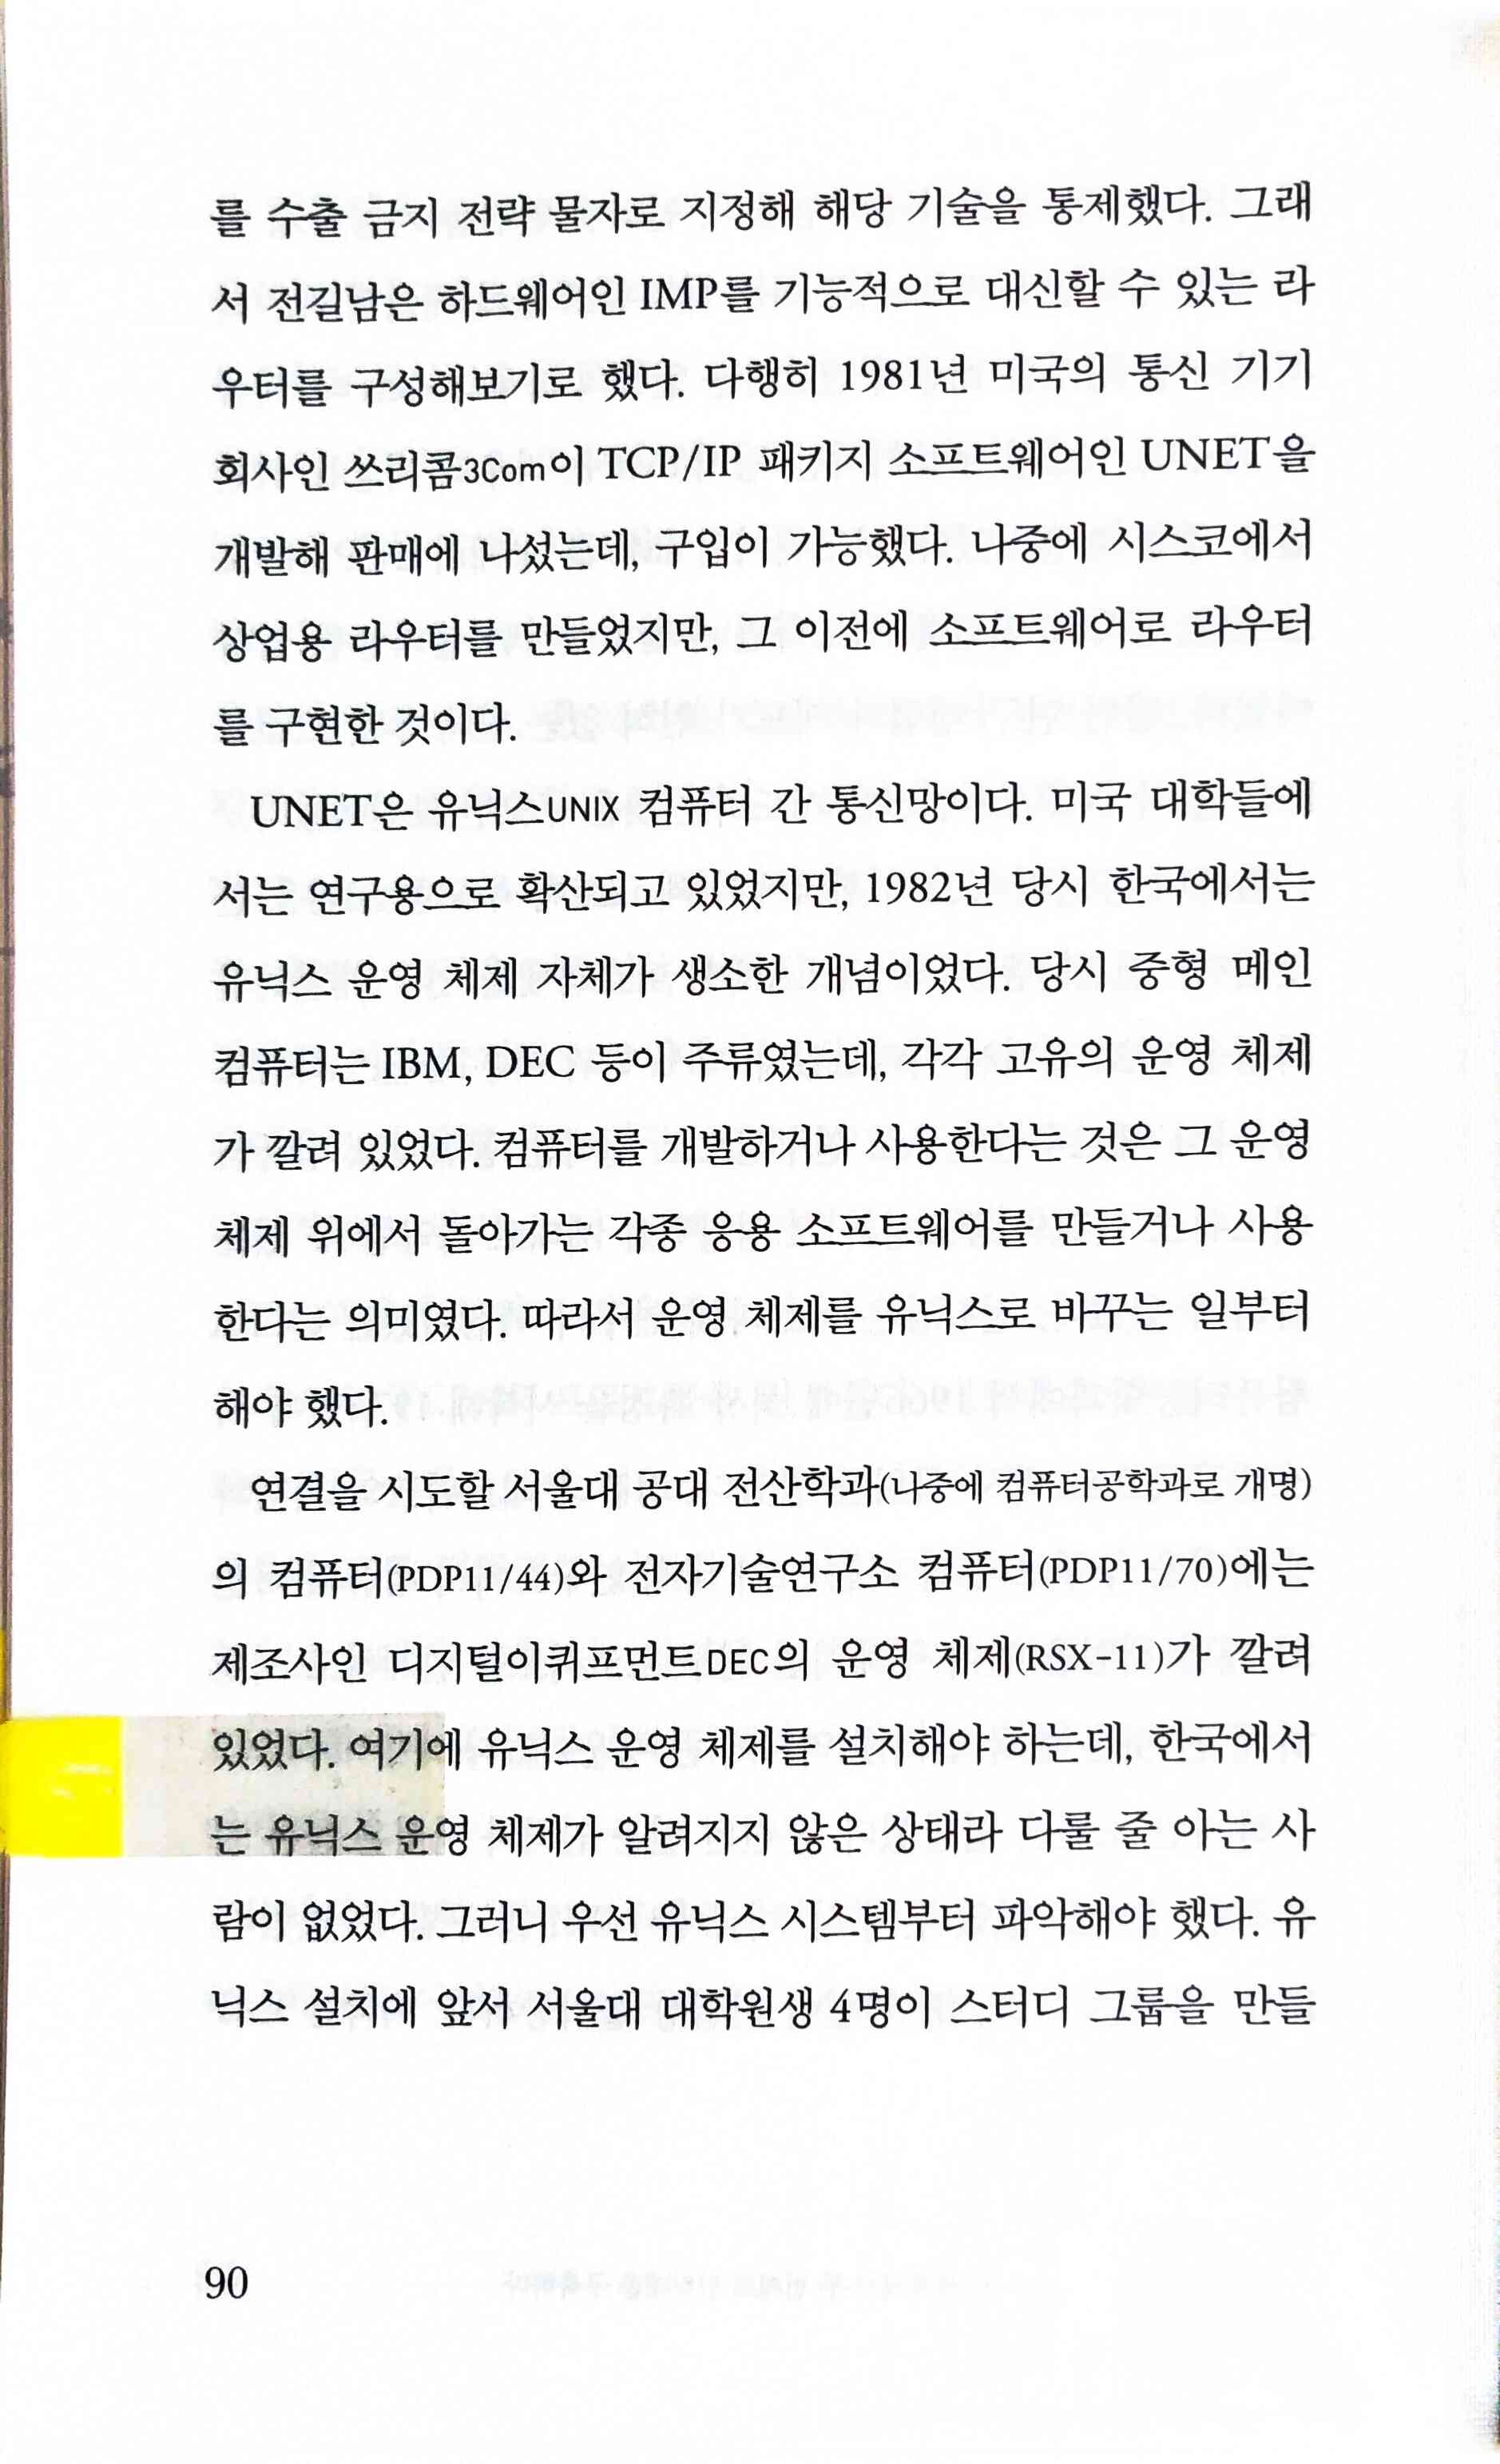 를 수출 금지 전략 물자로 지정해 해당 기술을 통제했다. 그래
서 전길남은 하드웨어인 IMP를 기능적으로 대신할 수 있는 라
우터를 구성해보기로 했다. 다행히 1981년 미국의 통신 기기
회사인 쓰리콤3Com이 TCP/IP 패키지 소프트웨어인 UNET을
개발해 판매에 나섰는데, 구입이 가능했다. 나중에 시스코에서
상업용 라우터를 만들었지만, 그 이전에 소프트웨어로 라우터
를 구현한 것이다.
UNET은 유닉스UNIX 컴퓨터 간 통신망이다. 미국 대학들에
서는 연구용으로 확산되고 있었지만, 1982년 당시 한국에서는
유닉스 운영 체제 자체가 생소한 개념이었다. 당시 중형 메인
컴퓨터는 IBM, DEC 등이 주류였는데, 각각 고유의 운영 체제
가 깔려 있었다. 컴퓨터를 개발하거나 사용한다는 것은 그 운영
체제 위에서 돌아가는 각종 응용 소프트웨어를 만들거나 사용
한다는 의미였다. 따라서 운영 체제를 유닉스로 바꾸는 일부터
해야 했다.
연결을 시도할 서울대 공대 전산학과(나중에 컴퓨터공학과로 개명)
의 컴퓨터(PDP11/44)와 전자기술연구소 컴퓨터(PDP11/70)에는
제조사인 디지털이퀴프먼트DEC의 운영 체제(RSX-11)가 깔려
있었다. 여기에 유닉스 운영 체제를 설치해야 하는데, 한국에서
는 유닉스 운영 체제가 알려지지 않은 상태라 다룰 줄 아는 사
람이 없었다. 그러니 우선 유닉스 시스템부터 파악해야 했다. 유
닉스 설치에 앞서 서울대 대학원생 4명이 스터디 그룹을 만들
90